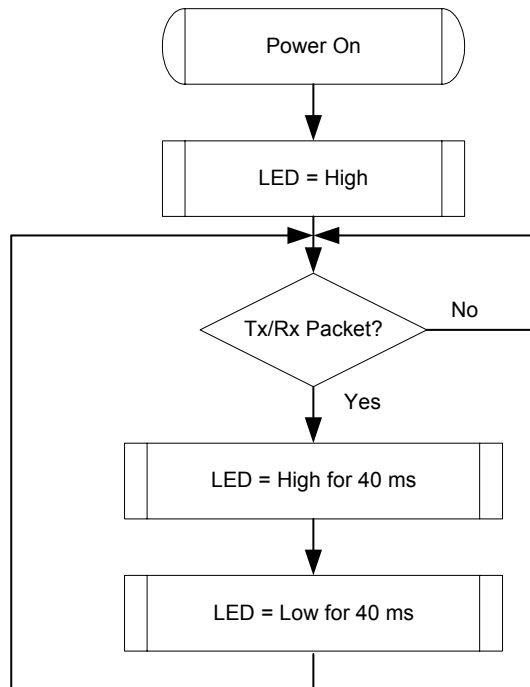 Power On
LED = High
Tx/Rx Packet?
No
Yes
LED = High for 40 ms
LED = Low for 40 ms